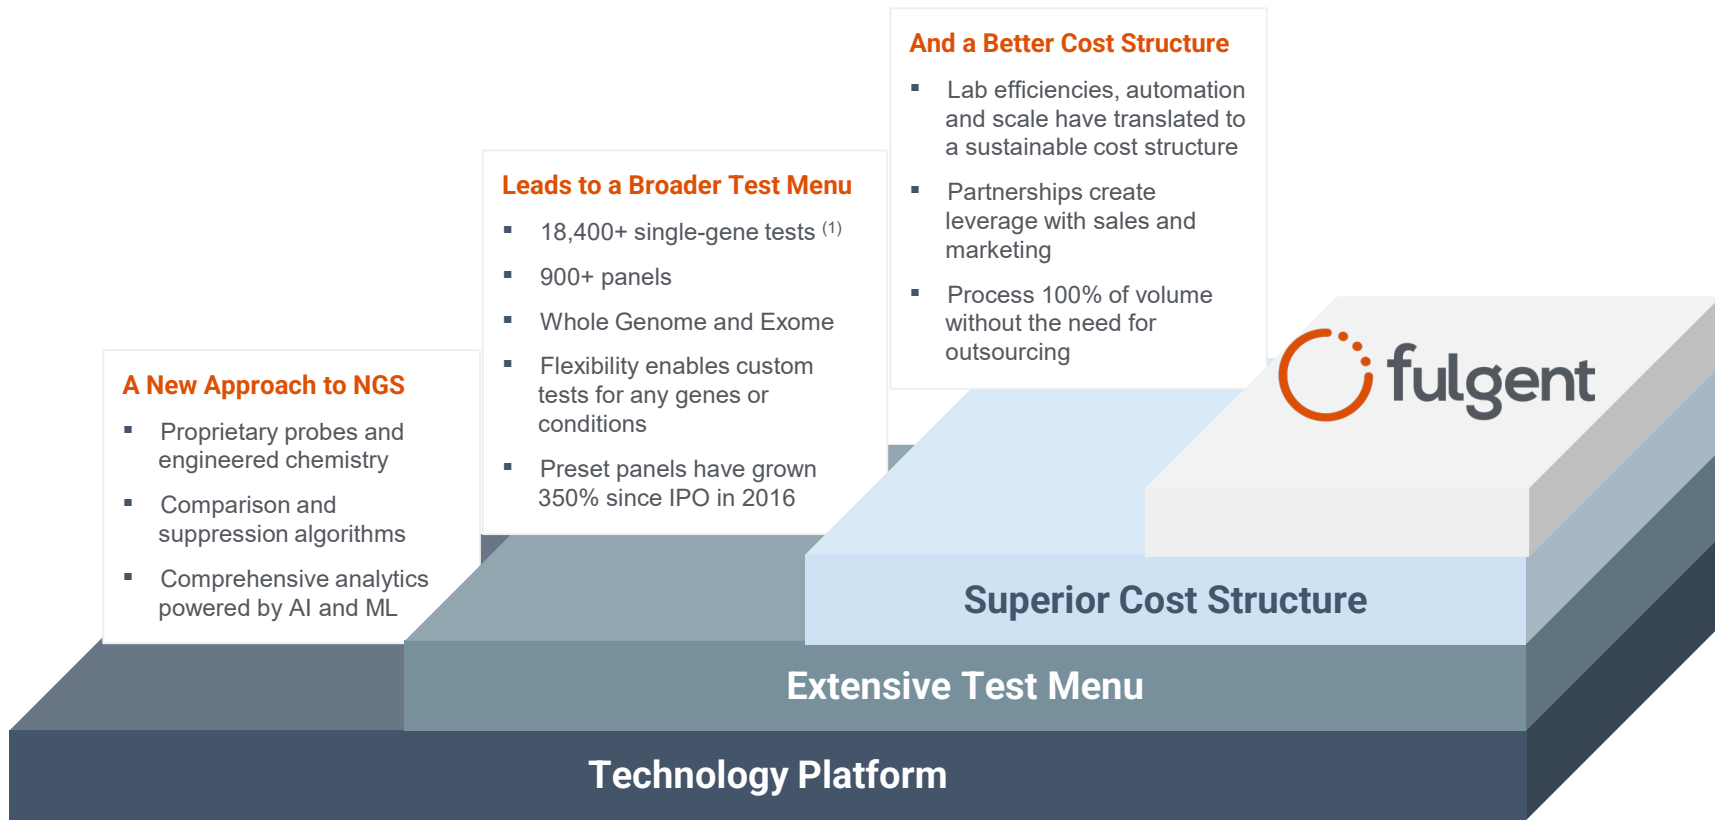 A New Approach to NGS
▪ Proprietary probes and
engineered chemistry
▪ Comparison and
suppression algorithms
▪ Comprehensive analytics
powered by AI and ML
Leads to a Broader Test Menu
▪ 18,400+ single-gene tests (1)
▪ 900+ panels
▪ Whole Genome and Exome
▪ Flexibility enables custom
tests for any genes or
conditions
▪ Preset panels have grown
350% since IPO in 2016
And a Better Cost Structure
▪ Lab efficiencies, automation
and scale have translated to
a sustainable cost structure
▪ Partnerships create
leverage with sales and
marketing
▪ Process 100% of volume
without the need for
outsourcing
fulgent
Superior Cost Structure
Extensive Test Menu
Technology Platform